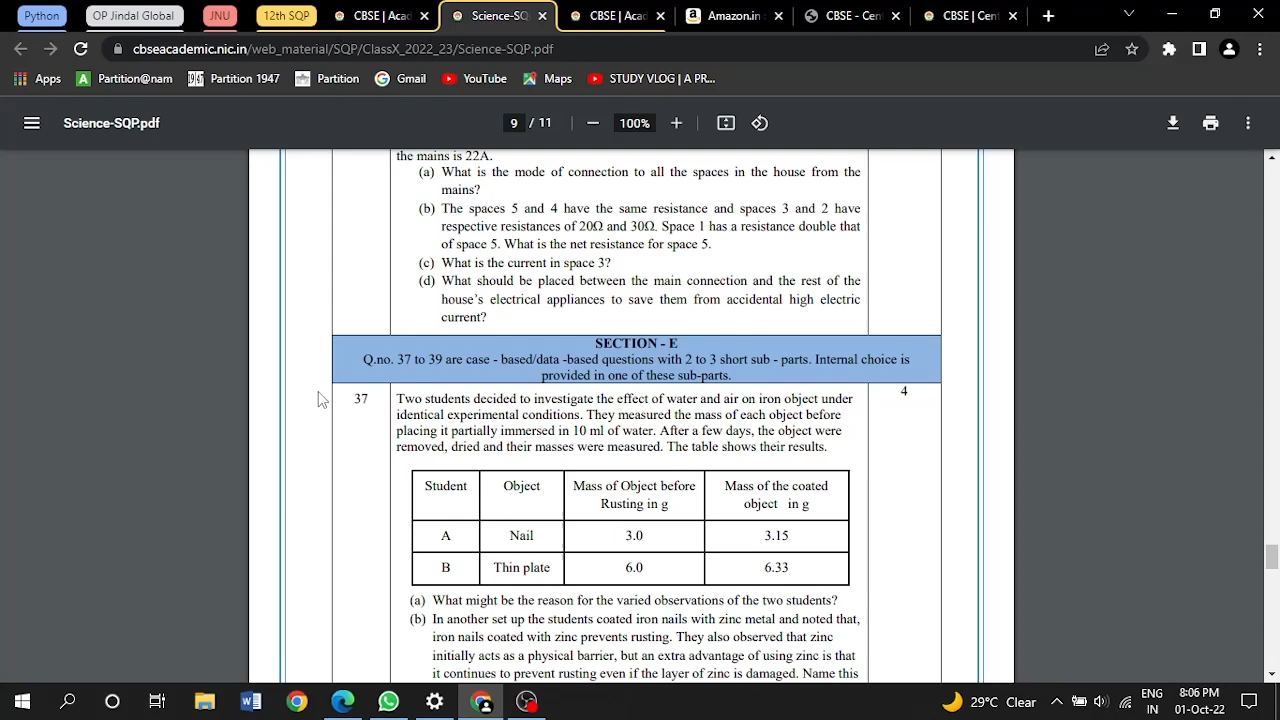 Python
OP Jindal Global
JNU
12th SQP
CBSE | Acad
Science-SQ
CBSE | Acad
Amazon.in
CBSE - Cent
CBSE | Cent
cbseacademic.nic.in/web_material/SQP/ClassX_2022_23/Science-SQP.pdf
Apps
Partition@nam
Partition 1947
Partition
Gmail
YouTube
Maps
STUDY VLOG | A PR...
Science-SQP.pdf
9 / 11
100%
the mains is 22A.
(a) What is the mode of connection to all the spaces in the house from the
mains?
(b) The spaces 5 and 4 have the same resistance and spaces 3 and 2 have
respective resistances of 20Ω and 30Ω. Space 1 has a resistance double that
of space 5. What is the net resistance for space 5.
(c) What is the current in space 3?
(d) What should be placed between the main connection and the rest of the
house's electrical appliances to save them from accidental high electric
current?
SECTION - E
Q.no. 37 to 39 are case - based/data -based questions with 2 to 3 short sub - parts. Internal choice is
provided in one of these sub-parts.
37
4
Two students decided to investigate the effect of water and air on iron object under
identical experimental conditions. They measured the mass of each object before
placing it partially immersed in 10 ml of water. After a few days, the object were
removed, dried and their masses were measured. The table shows their results.
Student Object Mass of Object before Mass of the coated
Rusting in g object in g
A Nail 3.0 3.15
B Thin plate 6.0 6.33
(a) What might be the reason for the varied observations of the two students?
(b) In another set up the students coated iron nails with zinc metal and noted that,
iron nails coated with zinc prevents rusting. They also observed that zinc
initially acts as a physical barrier, but an extra advantage of using zinc is that
it continues to prevent rusting even if the layer of zinc is damaged. Name this
29°C Clear
ENG
IN
8:06 PM
01-Oct-22